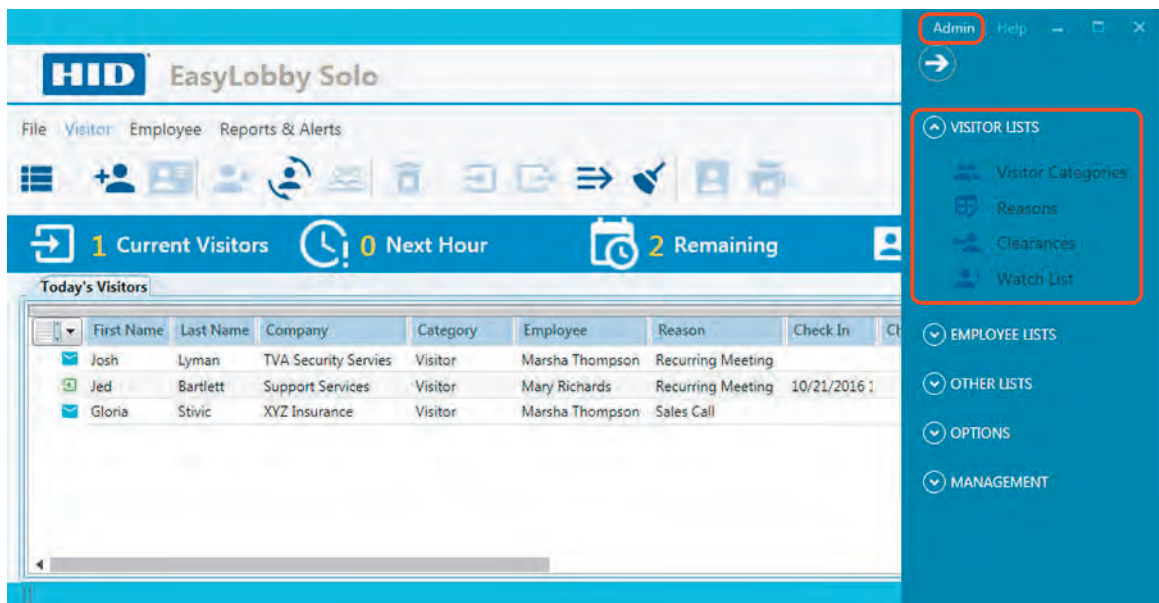 Admin Help
HID EasyLobby Solo
File Visitor Employee Reports & Alerts
1 Current Visitors 0 Next Hour 2 Remaining
Today's Visitors
First Name Last Name Company Category Employee Reason Check In Ch
Josh Lyman TVA Security Servies Visitor Marsha Thompson Recurring Meeting
Jed Bartlett Support Services Visitor Mary Richards Recurring Meeting 10/21/2016 1
Gloria Stivic XYZ Insurance Visitor Marsha Thompson Sales Call
VISITOR LISTS
Visitor Categories
Reasons
Clearances
Watch List
EMPLOYEE LISTS
OTHER LISTS
OPTIONS
MANAGEMENT